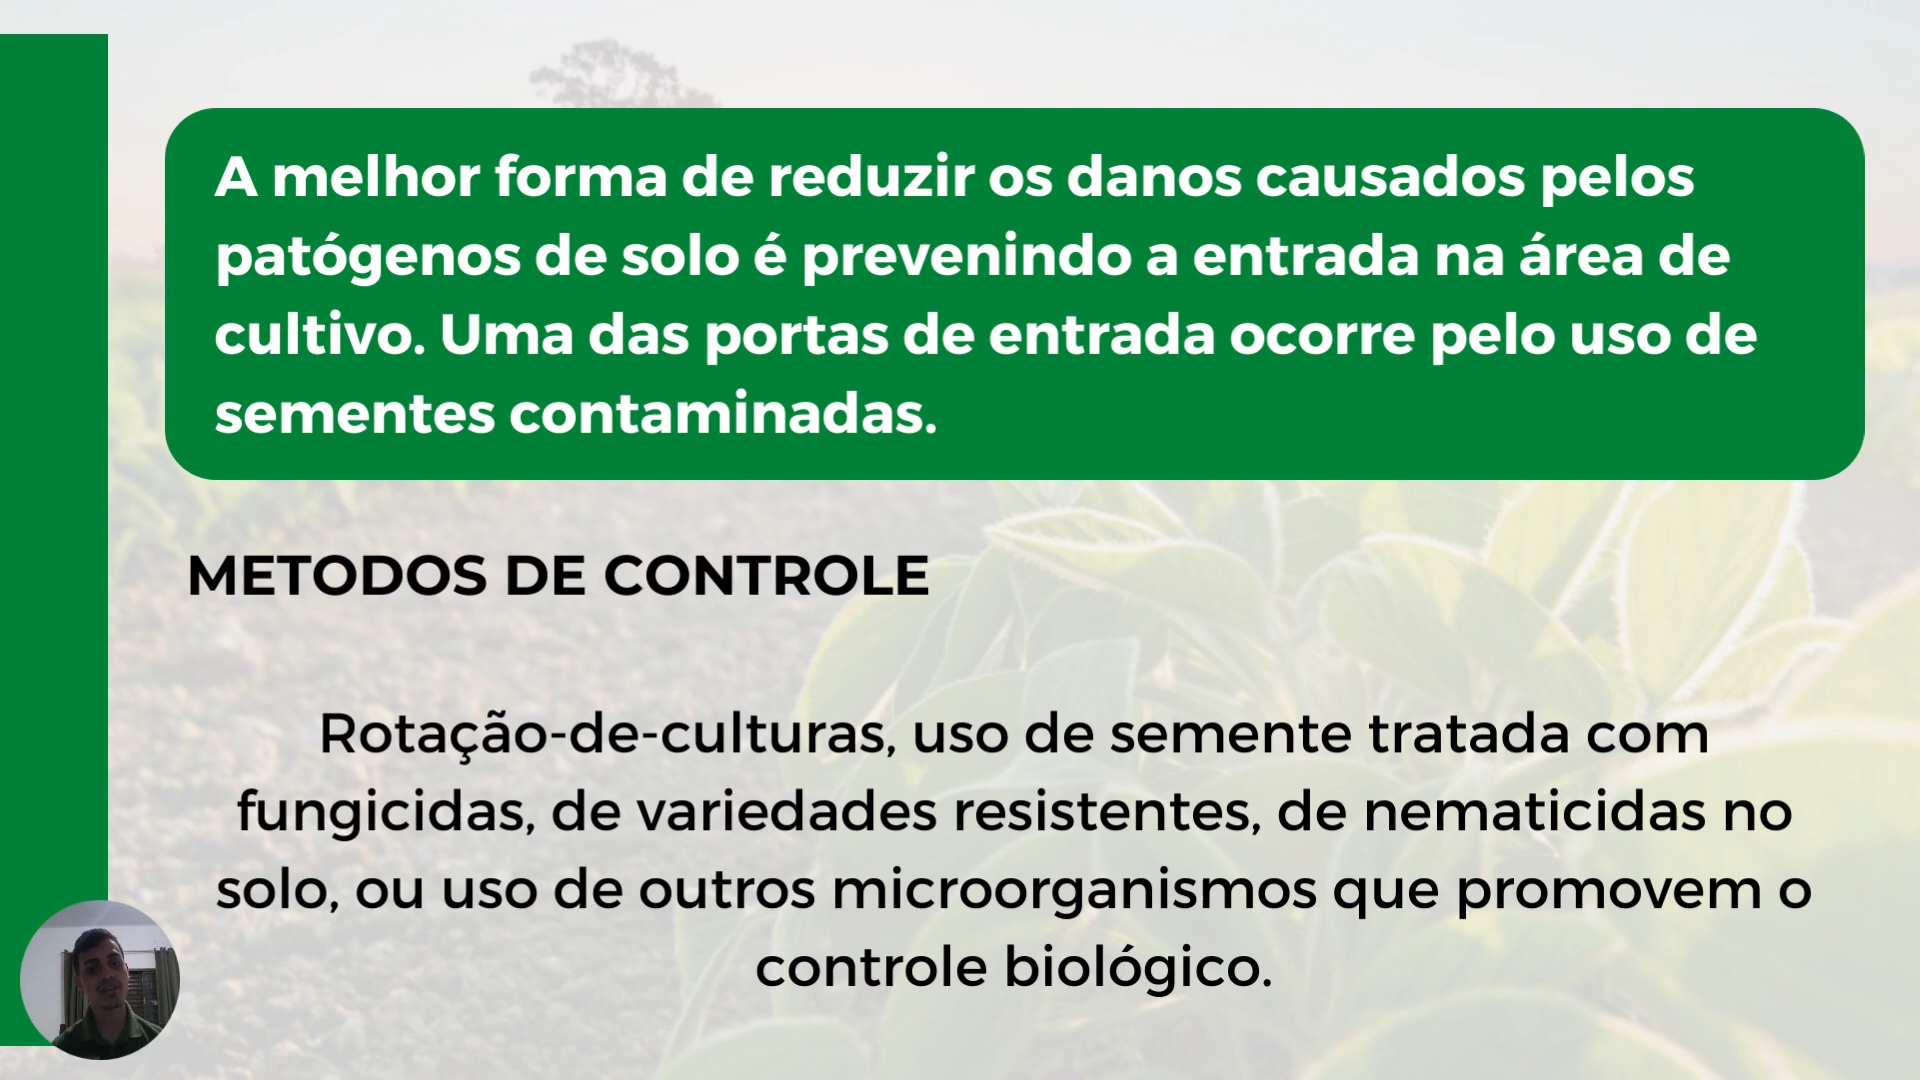 A melhor forma de reduzir os danos causados pelos
patógenos de solo é prevenindo a entrada na área de
cultivo. Uma das portas de entrada ocorre pelo uso de
sementes contaminadas.
METODOS DE CONTROLE
Rotação-de-culturas, uso de semente tratada com
fungicidas, de variedades resistentes, de nematicidas no
solo, ou uso de outros microorganismos que promovem o
controle biológico.